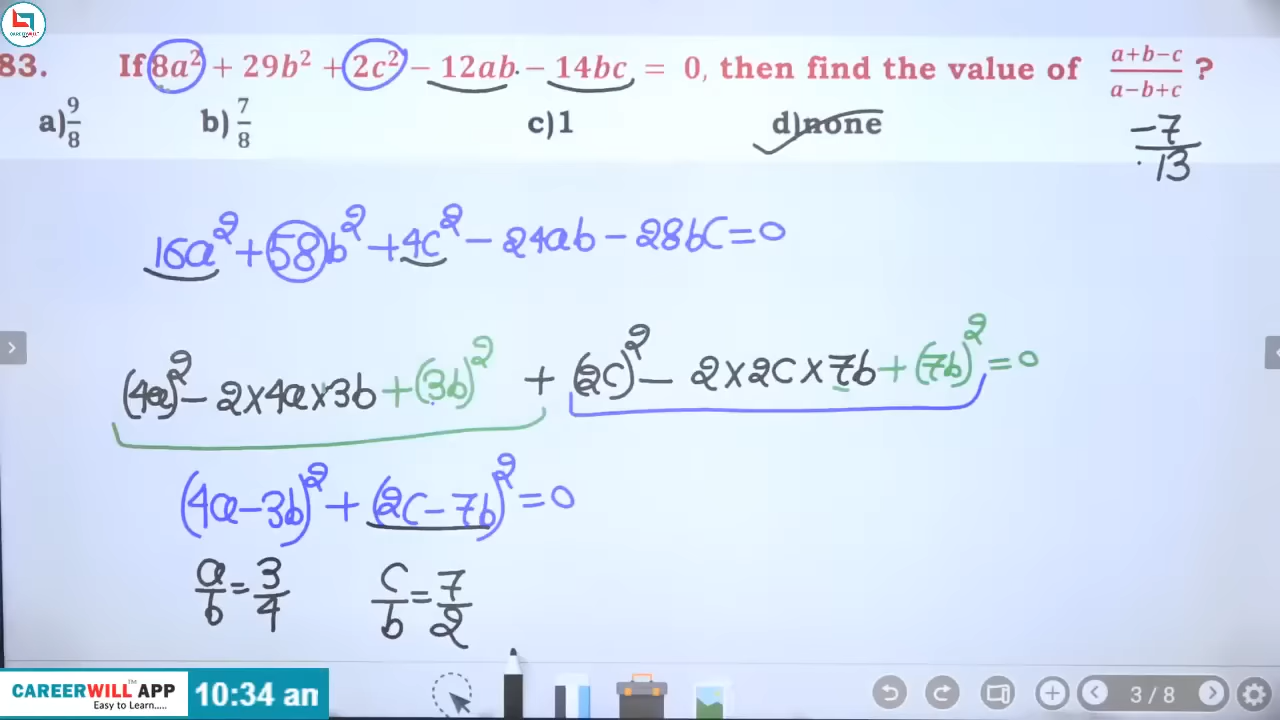 CAREERWILL
83. If 8a² + 29b² + 2c² − 12ab − 14bc = 0, then find the value of (a+b−c)/(a−b+c) ?
a) 9/8 b) 7/8 c) 1 d) none
−7/13
16a² + 58b² + 4c² − 24ab − 28bc = 0
(4a)² − 2×4a×3b + (3b)² + (2c)² − 2×2c×7b + (7b)² = 0
(4a−3b)² + (2c−7b)² = 0
a/b = 3/4 c/b = 7/2
CAREERWILL™ APP
Easy to Learn.....
10:34 an
3 / 8